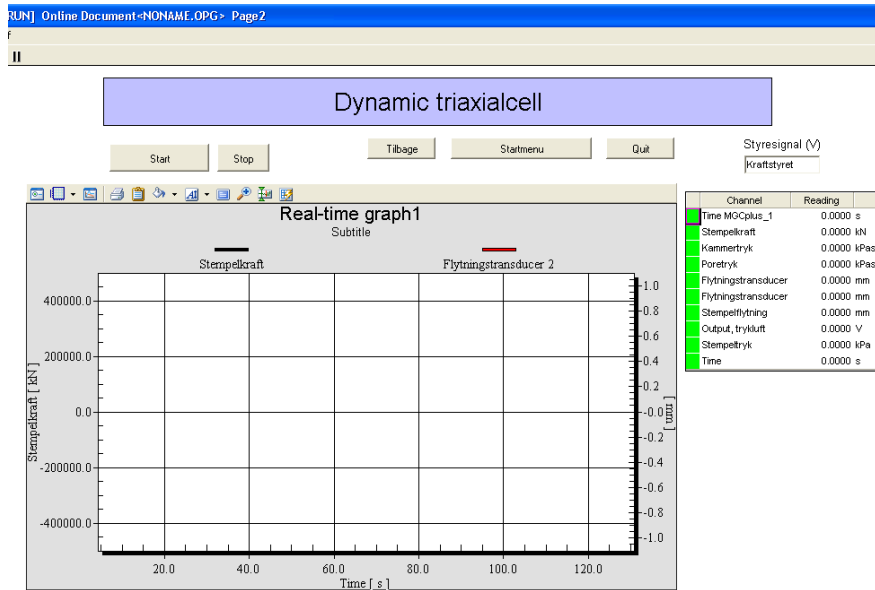 RUN] Online Document<NONAME.OPG> Page2
f
Dynamic triaxialcell
Start
Stop
Tilbage
Startmenu
Quit
Styresignal (V)
Kraftstyret
Real-time graph1
Subtitle
Stempelkraft
Flytningstransducer 2
400000.0
200000.0
0.0
-200000.0
-400000.0
Stempelkraft [ kN ]
1.0
0.8
0.6
0.4
0.2
-0.0
-0.2
-0.4
-0.6
-0.8
-1.0
[ mm ]
20.0 40.0 60.0 80.0 100.0 120.0
Time [ s ]
Channel Reading
Time MGCplus_1 0.0000 s
Stempelkraft 0.0000 kN
Kammertryk 0.0000 kPas
Poretryk 0.0000 kPas
Flytningstransducer 0.0000 mm
Flytningstransducer 0.0000 mm
Stempelflytning 0.0000 mm
Output, trykluft 0.0000 V
Stempeltryk 0.0000 kPa
Time 0.0000 s